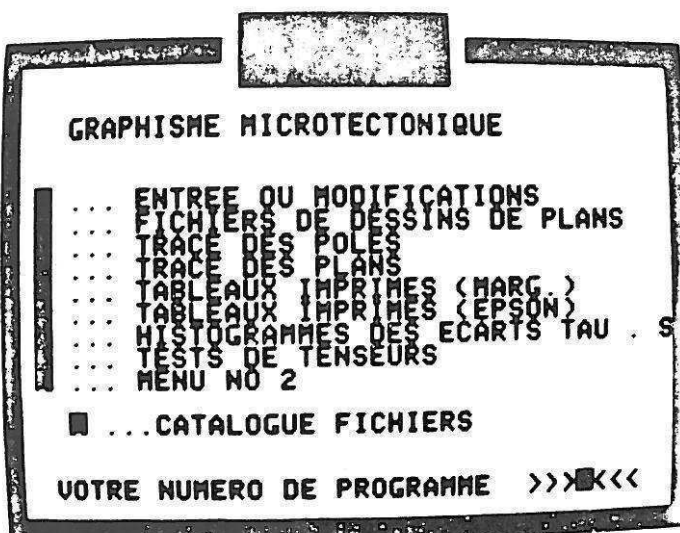 GRAPHISME MICROTECTONIQUE
... ENTREE OU MODIFICATIONS
... FICHIERS DE DESSINS DE PLANS
... TRACE DES POLES
... TRACE DES PLANS
... TABLEAUX IMPRIMES (MARG.)
... TABLEAUX IMPRIMES (EPSON)
... HISTOGRAMMES DES ECARTS TAU . S
... TESTS DE TENSEURS
... MENU NO 2
...CATALOGUE FICHIERS
VOTRE NUMERO DE PROGRAMME >>> <<<